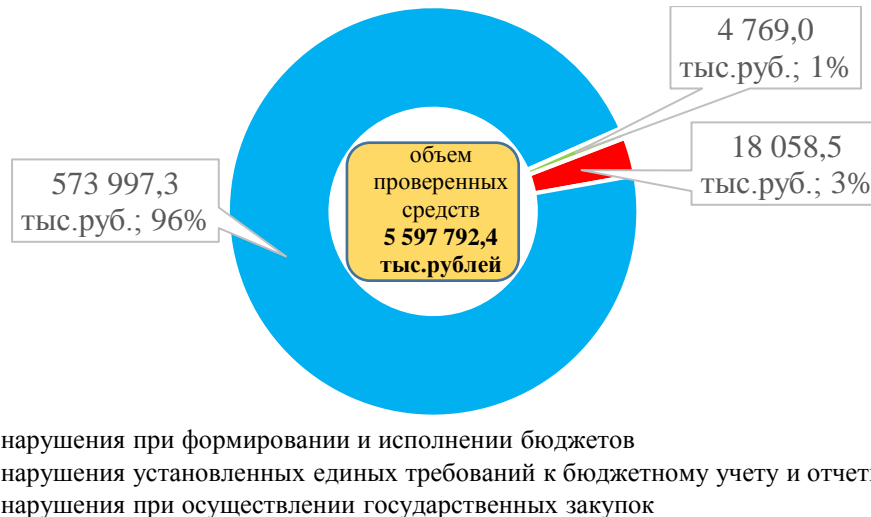 4 769,0
тыс.руб.; 1%
18 058,5
тыс.руб.; 3%
573 997,3
тыс.руб.; 96%
объем
проверенных
средств
5 597 792,4
тыс.рублей
нарушения при формировании и исполнении бюджетов
нарушения установленных единых требований к бюджетному учету и
нарушения при осуществлении государственных закупок